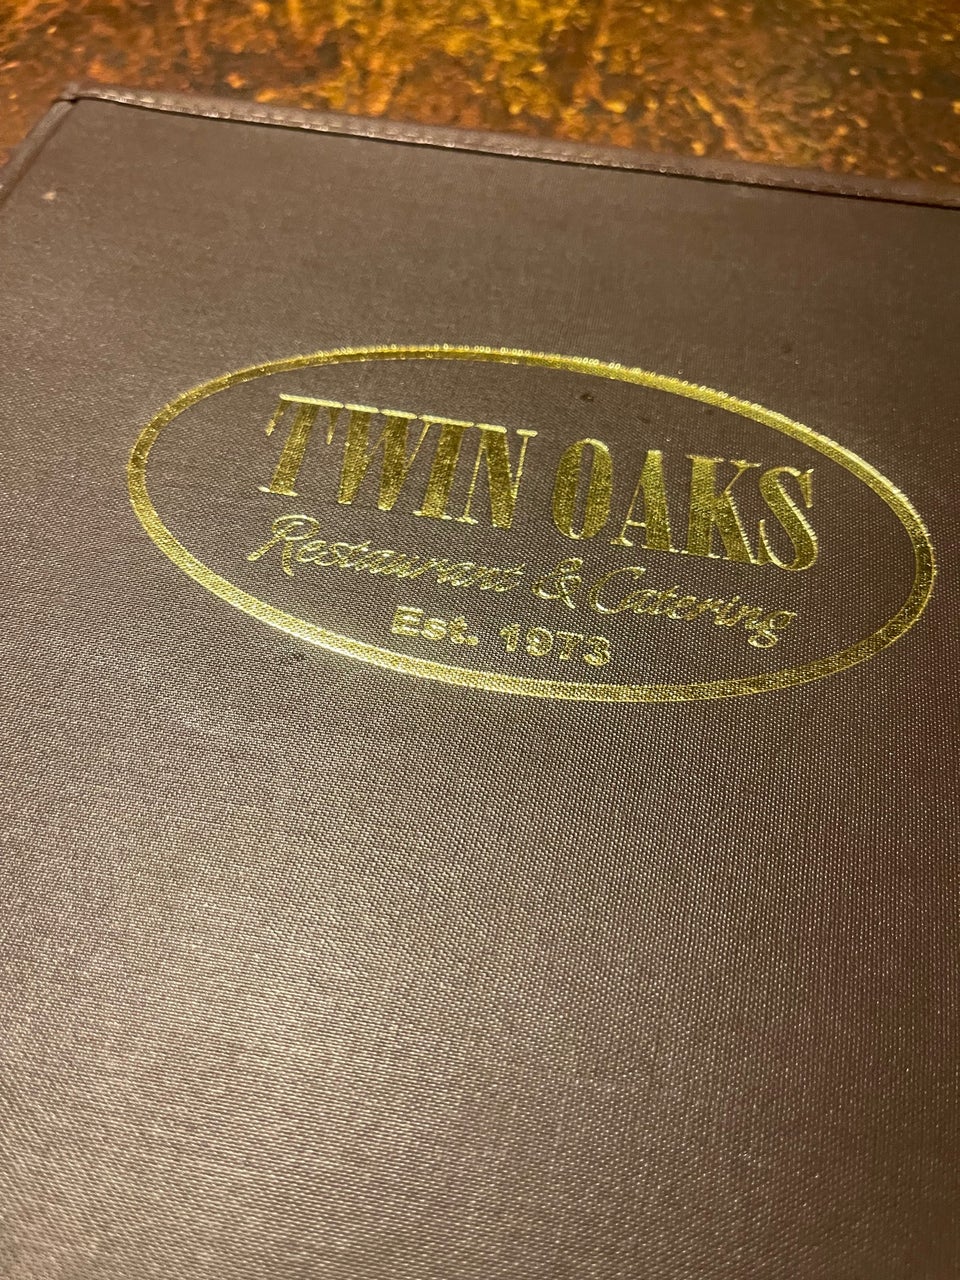 TWIN OAKS
Restaurant & Catering
Est. 1973